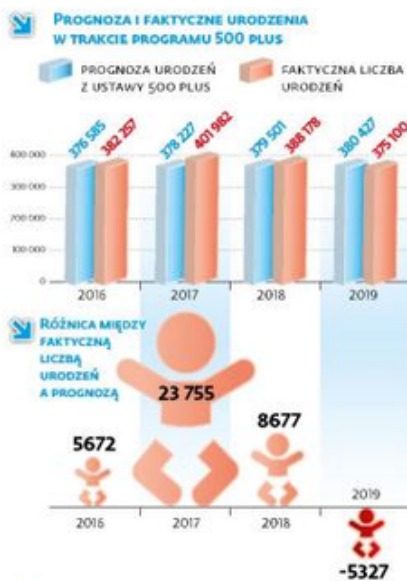 PROGNOZA I FAKTYCZNE URODZENIA
W TRAKCIE PROGRAMU 500 PLUS
PROGNOZA URODZEŃ
Z USTAWY 500 PLUS
FAKTYCZNA LICZBA
URODZEŃ
376 585
382 257
378 227
401 982
379 501
388 178
380 427
375 100
400 000
300 000
200 000
100 000
0
2016
2017
2018
2019
RÓŻNICA MIĘDZY
FAKTYCZNĄ
LICZBĄ
URODZEŃ
A PROGNOZĄ
23 755
8677
5672
2019
2016
2017
2018
-5327